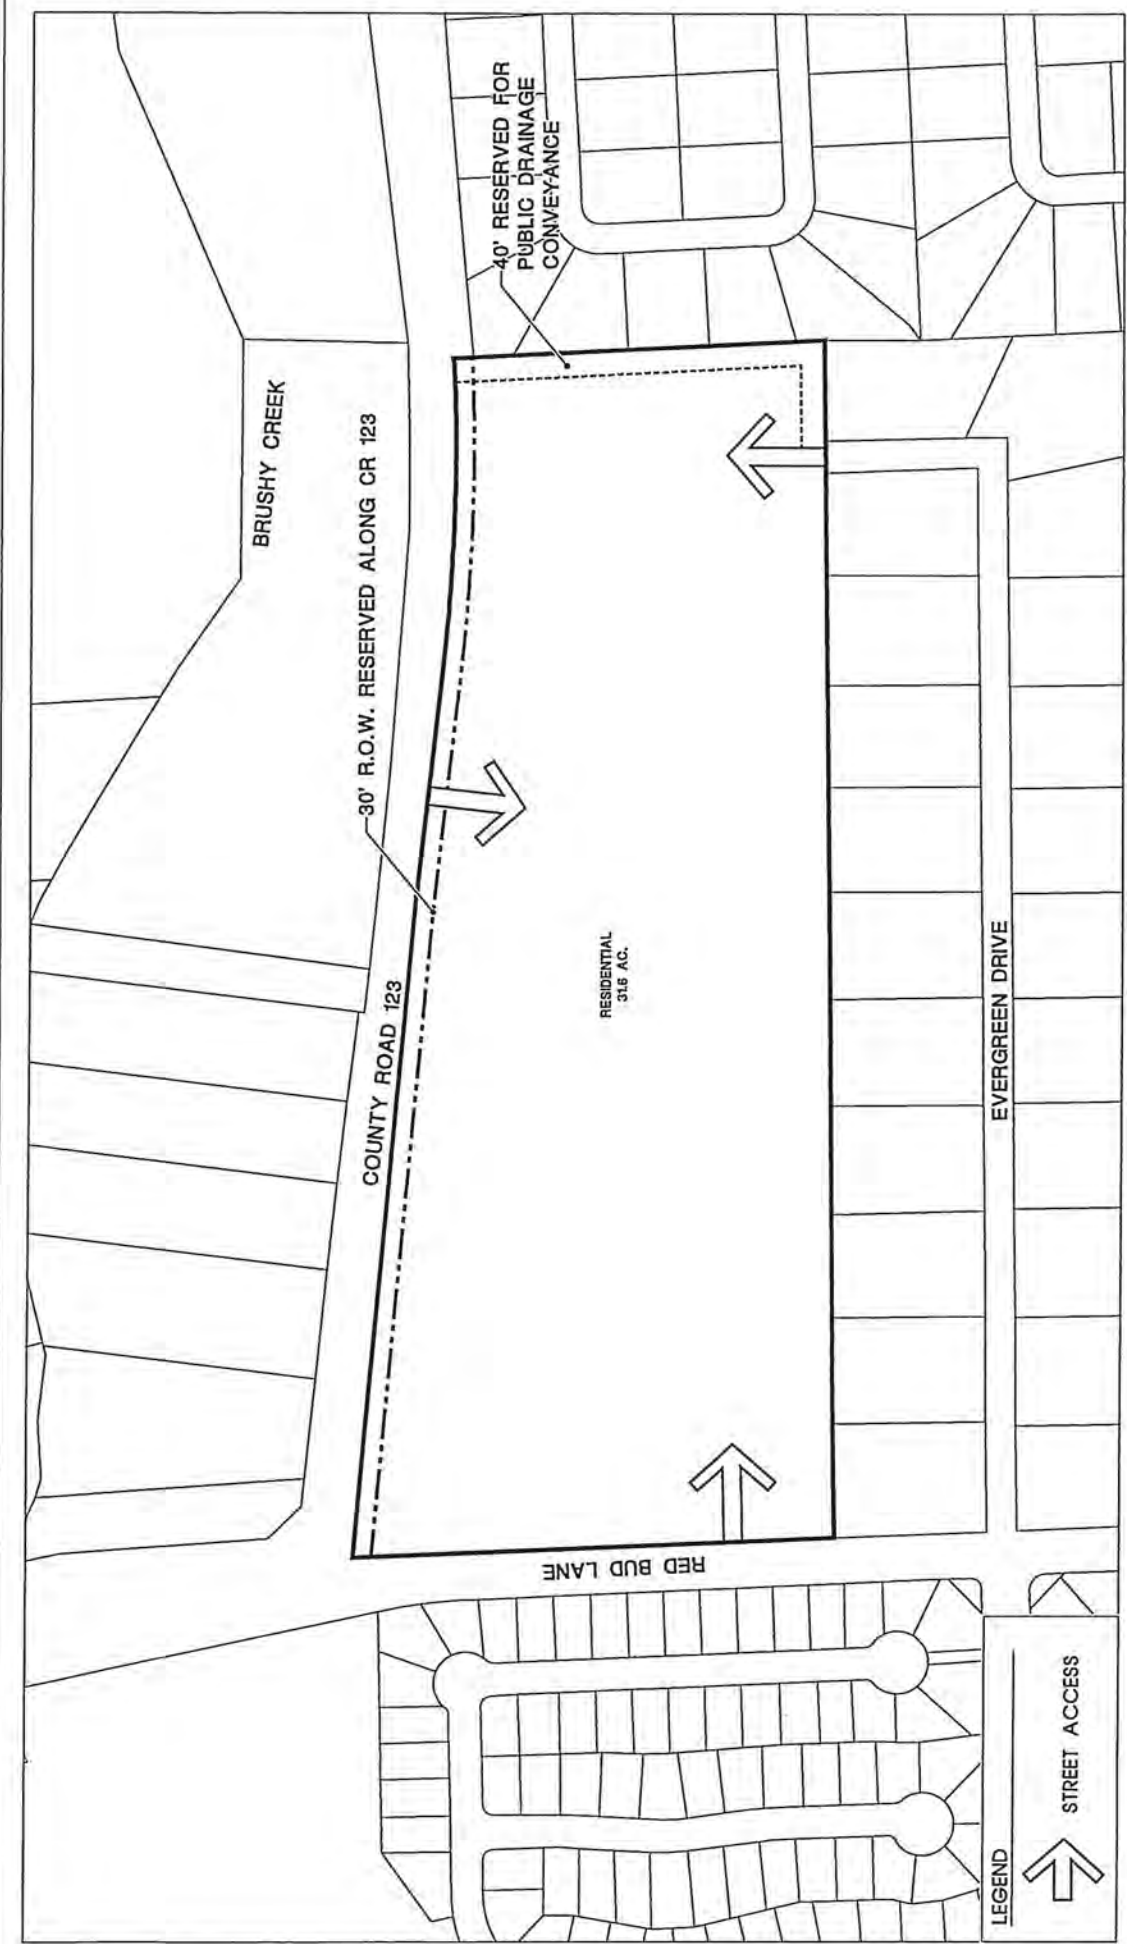 40' RESERVED FOR
PUBLIC DRAINAGE
CONVEYANCE
BRUSHY CREEK
30' R.O.W. RESERVED ALONG CR 123
COUNTY ROAD 123
RESIDENTIAL
31.6 AC.
EVERGREEN DRIVE
RED BUD LANE
LEGEND
STREET ACCESS